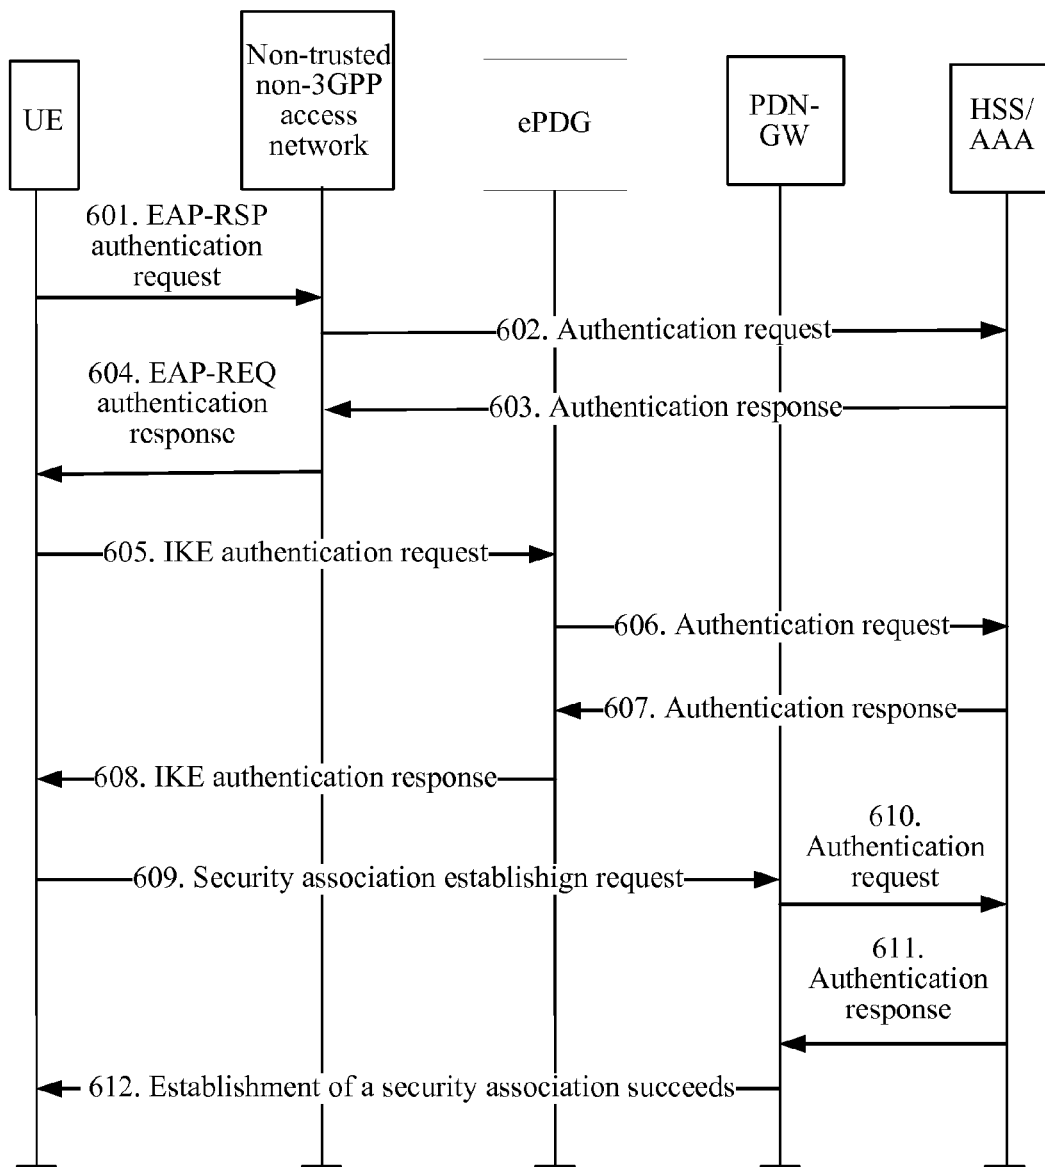 UE
Non-trusted
non-3GPP
access
network
ePDG
PDN-
GW
HSS/
AAA
601. EAP-RSP
authentication
request
602. Authentication request
604. EAP-REQ
authentication
response
603. Authentication response
605. IKE authentication request
606. Authentication request
607. Authentication response
608. IKE authentication response
610.
Authentication
request
609. Security association establishign request
611.
Authentication
response
612. Establishment of a security association succeeds